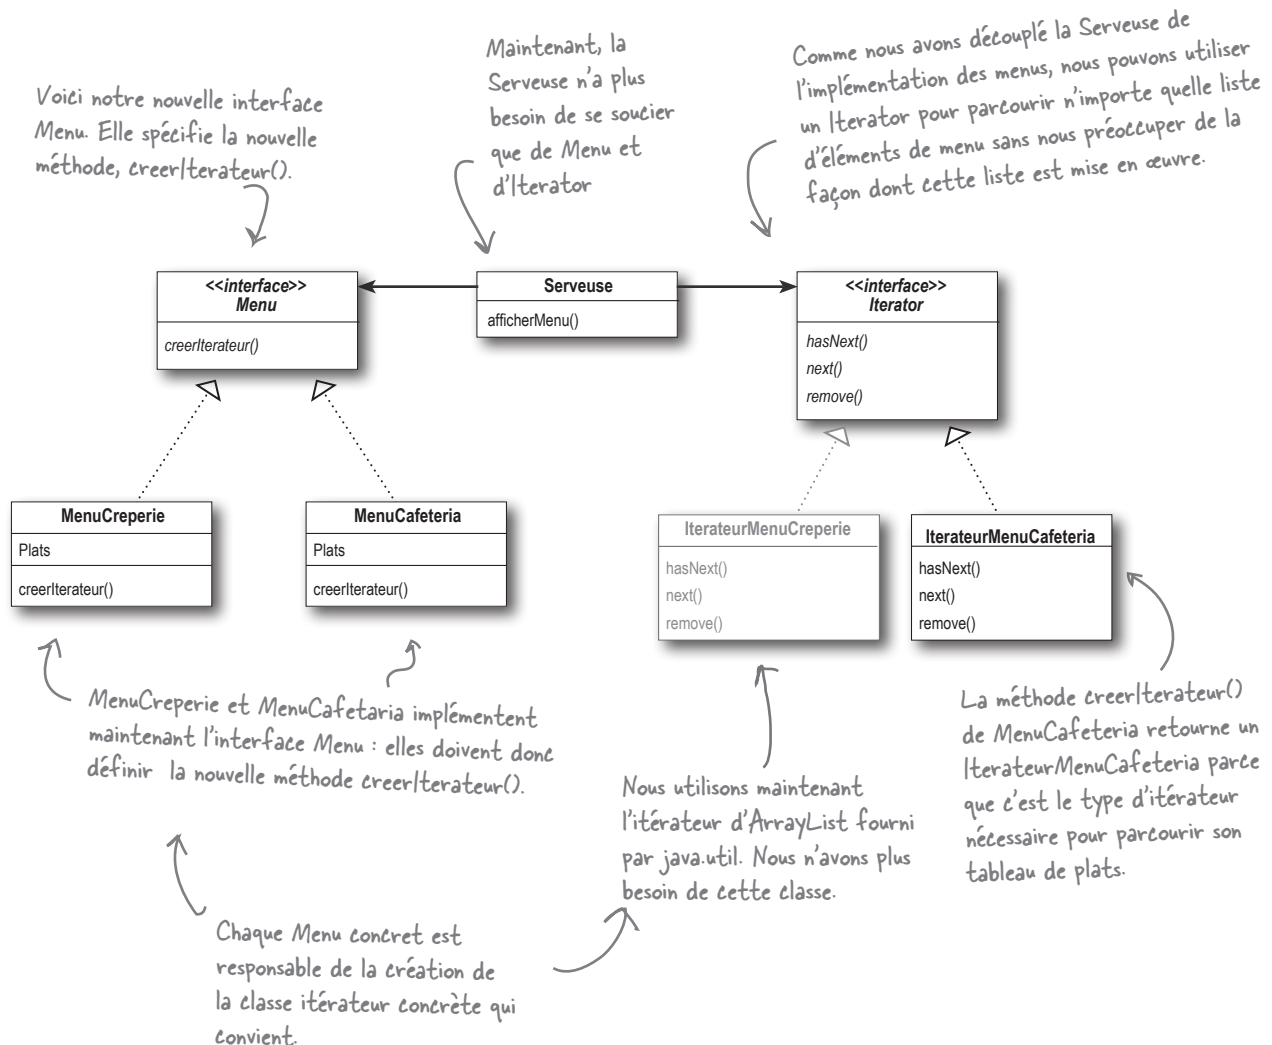 Voici notre nouvelle interface
Menu. Elle spécifie la nouvelle
méthode, creerIterateur().
Maintenant, la
Serveuse n'a plus
besoin de se soucier
que de Menu et
d'Iterator
Comme nous avons découplé la Serveuse de
l'implémentation des menus, nous pouvons utiliser
un Iterator pour parcourir n'importe quelle liste
d'éléments de menu sans nous préoccuper de la
façon dont cette liste est mise en œuvre.
<<interface>>
Menu
creerIterateur()
Serveuse
afficherMenu()
<<interface>>
Iterator
hasNext()
next()
remove()
MenuCreperie
Plats
creerIterateur()
MenuCafeteria
Plats
creerIterateur()
IterateurMenuCreperie
hasNext()
next()
remove()
IterateurMenuCafeteria
hasNext()
next()
remove()
MenuCreperie et MenuCafetaria implémentent
maintenant l'interface Menu : elles doivent donc
définir la nouvelle méthode creerIterateur().
Nous utilisons maintenant
l'itérateur d'ArrayList fourni
par java.util. Nous n'avons plus
besoin de cette classe.
La méthode creerIterateur()
de MenuCafeteria retourne un
IterateurMenuCafeteria parce
que c'est le type d'itérateur
nécessaire pour parcourir son
tableau de plats.
Chaque Menu concret est
responsable de la création de
la classe itérateur concrète qui
convient.